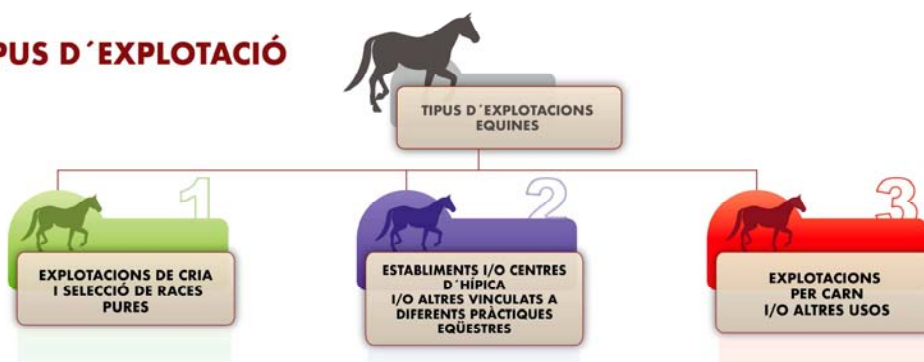 PUS D´EXPLOTACIÓ
TIPUS D´EXPLOTACIONS
EQUINES
1
EXPLOTACIONS DE CRIA
I SELECCIÓ DE RACES
PURES
2
ESTABLIMENTS I/O CENTRES
D´HÍPICA
I/O ALTRES VINCULATS A
DIFERENTS PRÀCTIQUES
EQÜESTRES
3
EXPLOTACIONS
PER CARN
I/O ALTRES USOS